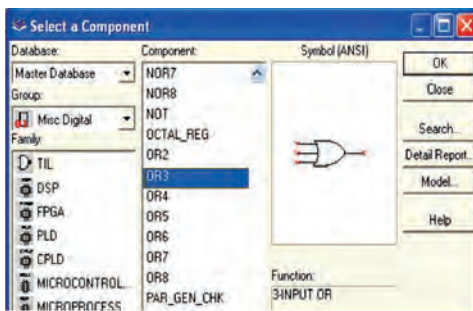 Select a Component
Database:
Master Database
Group:
Misc Digital
Family:
TIL
DSP
FPGA
PLD
CPLD
MICROCONTROL...
MICROPROCESS
Component:
NOR7
NOR8
NOT
OCTAL_REG
OR2
OR3
OR4
OR5
OR6
OR7
OR8
PAR_GEN_CHK
Symbol (ANSI)
Function:
3-INPUT OR
OK
Close
Search...
Detail Report...
Model...
Help